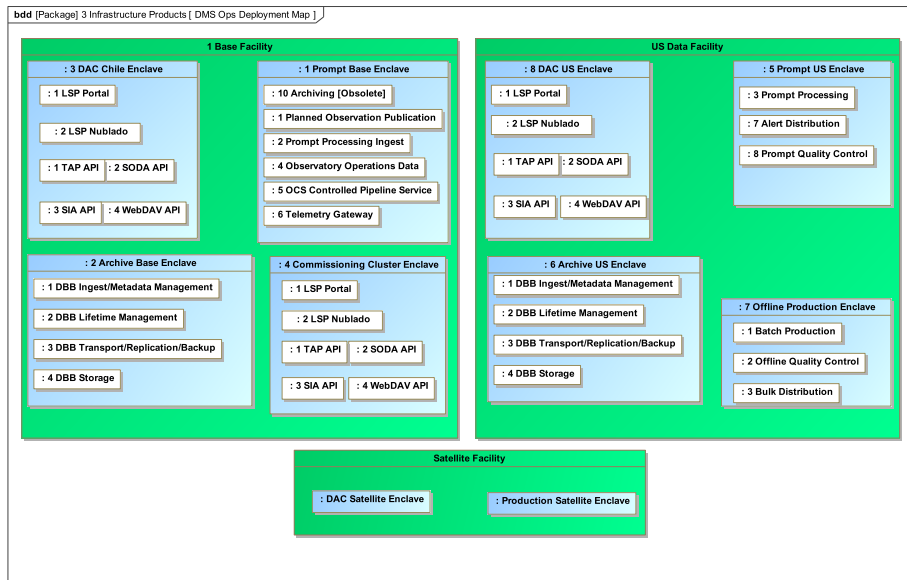 bdd [Package] 3 Infrastructure Products [ DMS Ops Deployment Map ]
1 Base Facility
: 3 DAC Chile Enclave
: 1 LSP Portal
: 2 LSP Nublado
: 1 TAP API : 2 SODA API
: 3 SIA API : 4 WebDAV API
: 1 Prompt Base Enclave
: 10 Archiving [Obsolete]
: 1 Planned Observation Publication
: 2 Prompt Processing Ingest
: 4 Observatory Operations Data
: 5 OCS Controlled Pipeline Service
: 6 Telemetry Gateway
: 2 Archive Base Enclave
: 1 DBB Ingest/Metadata Management
: 2 DBB Lifetime Management
: 3 DBB Transport/Replication/Backup
: 4 DBB Storage
: 4 Commissioning Cluster Enclave
: 1 LSP Portal
: 2 LSP Nublado
: 1 TAP API : 2 SODA API
: 3 SIA API : 4 WebDAV API
US Data Facility
: 8 DAC US Enclave
: 1 LSP Portal
: 2 LSP Nublado
: 1 TAP API : 2 SODA API
: 3 SIA API : 4 WebDAV API
: 5 Prompt US Enclave
: 3 Prompt Processing
: 7 Alert Distribution
: 8 Prompt Quality Control
: 6 Archive US Enclave
: 1 DBB Ingest/Metadata Management
: 2 DBB Lifetime Management
: 3 DBB Transport/Replication/Backup
: 4 DBB Storage
: 7 Offline Production Enclave
: 1 Batch Production
: 2 Offline Quality Control
: 3 Bulk Distribution
Satellite Facility
: DAC Satellite Enclave
: Production Satellite Enclave